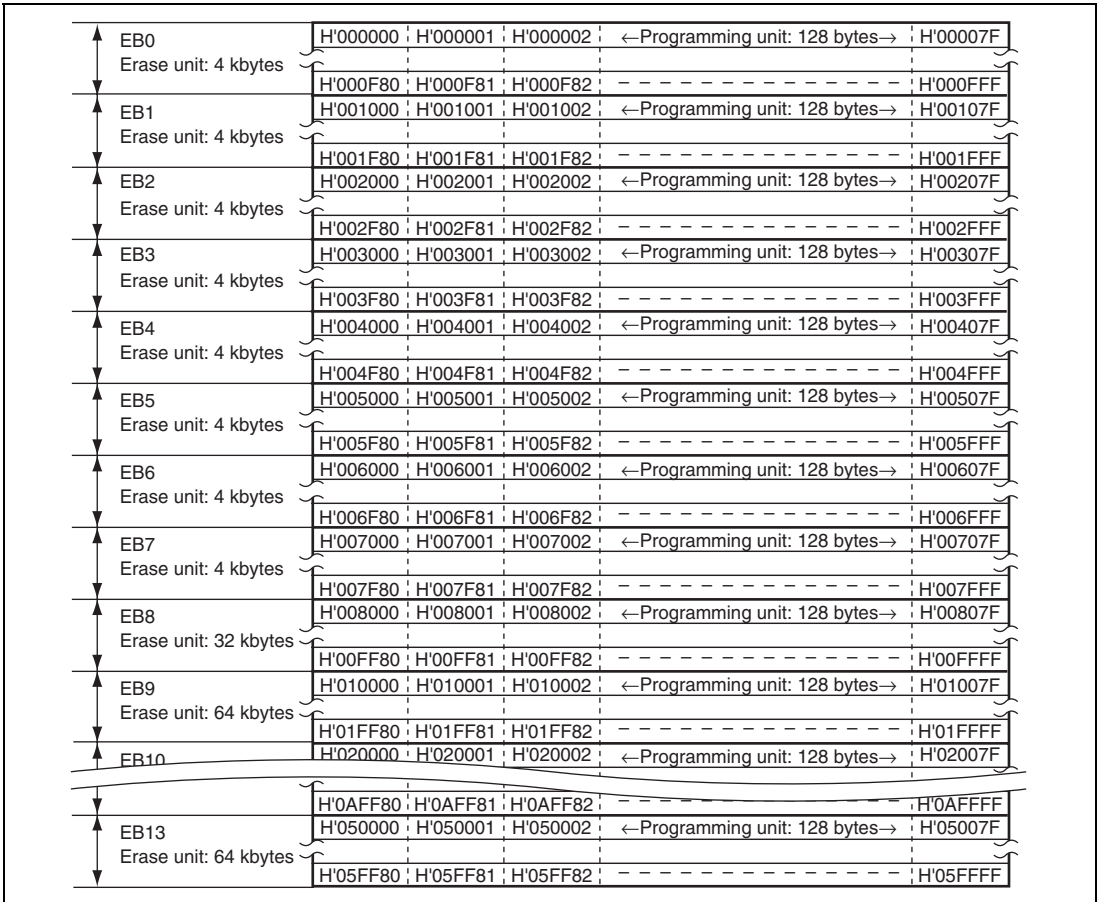 EB0 H'000000 H'000001 H'000002 ←Programming unit: 128 bytes→ H'00007F
Erase unit: 4 kbytes
H'000F80 H'000F81 H'000F82 – – – – – – – – – – – – – – H'000FFF
EB1 H'001000 H'001001 H'001002 ←Programming unit: 128 bytes→ H'00107F
Erase unit: 4 kbytes
H'001F80 H'001F81 H'001F82 – – – – – – – – – – – – – – H'001FFF
EB2 H'002000 H'002001 H'002002 ←Programming unit: 128 bytes→ H'00207F
Erase unit: 4 kbytes
H'002F80 H'002F81 H'002F82 – – – – – – – – – – – – – – H'002FFF
EB3 H'003000 H'003001 H'003002 ←Programming unit: 128 bytes→ H'00307F
Erase unit: 4 kbytes
H'003F80 H'003F81 H'003F82 – – – – – – – – – – – – – – H'003FFF
EB4 H'004000 H'004001 H'004002 ←Programming unit: 128 bytes→ H'00407F
Erase unit: 4 kbytes
H'004F80 H'004F81 H'004F82 – – – – – – – – – – – – – – H'004FFF
EB5 H'005000 H'005001 H'005002 ←Programming unit: 128 bytes→ H'00507F
Erase unit: 4 kbytes
H'005F80 H'005F81 H'005F82 – – – – – – – – – – – – – – H'005FFF
EB6 H'006000 H'006001 H'006002 ←Programming unit: 128 bytes→ H'00607F
Erase unit: 4 kbytes
H'006F80 H'006F81 H'006F82 – – – – – – – – – – – – – – H'006FFF
EB7 H'007000 H'007001 H'007002 ←Programming unit: 128 bytes→ H'00707F
Erase unit: 4 kbytes
H'007F80 H'007F81 H'007F82 – – – – – – – – – – – – – – H'007FFF
EB8 H'008000 H'008001 H'008002 ←Programming unit: 128 bytes→ H'00807F
Erase unit: 32 kbytes
H'00FF80 H'00FF81 H'00FF82 – – – – – – – – – – – – – – H'00FFFF
EB9 H'010000 H'010001 H'010002 ←Programming unit: 128 bytes→ H'01007F
Erase unit: 64 kbytes
H'01FF80 H'01FF81 H'01FF82 – – – – – – – – – – – – – – H'01FFFF
EB10 H'020000 H'020001 H'020002 ←Programming unit: 128 bytes→ H'02007F
H'0AFF80 H'0AFF81 H'0AFF82 – – – – – – – – – – – – – – H'0AFFFF
EB13 H'050000 H'050001 H'050002 ←Programming unit: 128 bytes→ H'05007F
Erase unit: 64 kbytes
H'05FF80 H'05FF81 H'05FF82 – – – – – – – – – – – – – – H'05FFFF